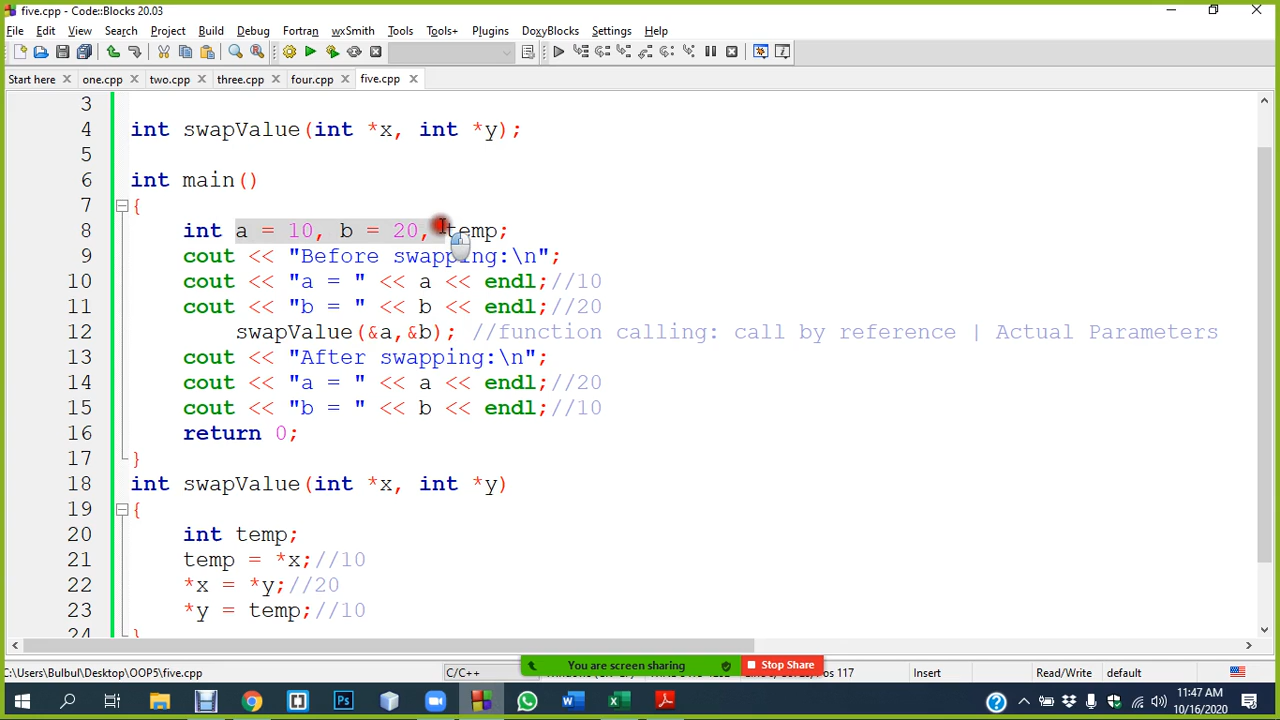 five.cpp - Code::Blocks 20.03
File Edit View Search Project Build Debug Fortran wxSmith Tools Tools+ Plugins DoxyBlocks Settings Help
Start here one.cpp two.cpp three.cpp four.cpp five.cpp
3
4 int swapValue(int *x, int *y);
5
6 int main()
7 {
8 int a = 10, b = 20, temp;
9 cout << "Before swapping:\n";
10 cout << "a = " << a << endl;//10
11 cout << "b = " << b << endl;//20
12 swapValue(&a,&b); //function calling: call by reference | Actual Parameters
13 cout << "After swapping:\n";
14 cout << "a = " << a << endl;//20
15 cout << "b = " << b << endl;//10
16 return 0;
17 }
18 int swapValue(int *x, int *y)
19 {
20 int temp;
21 temp = *x;//10
22 *x = *y;//20
23 *y = temp;//10
24 }
You are screen sharing Stop Share
C:\Users\Bulbul\Desktop\OOP5\five.cpp C/C++ Pos 117 Insert Read/Write default
Ps
11:47 AM
10/16/2020